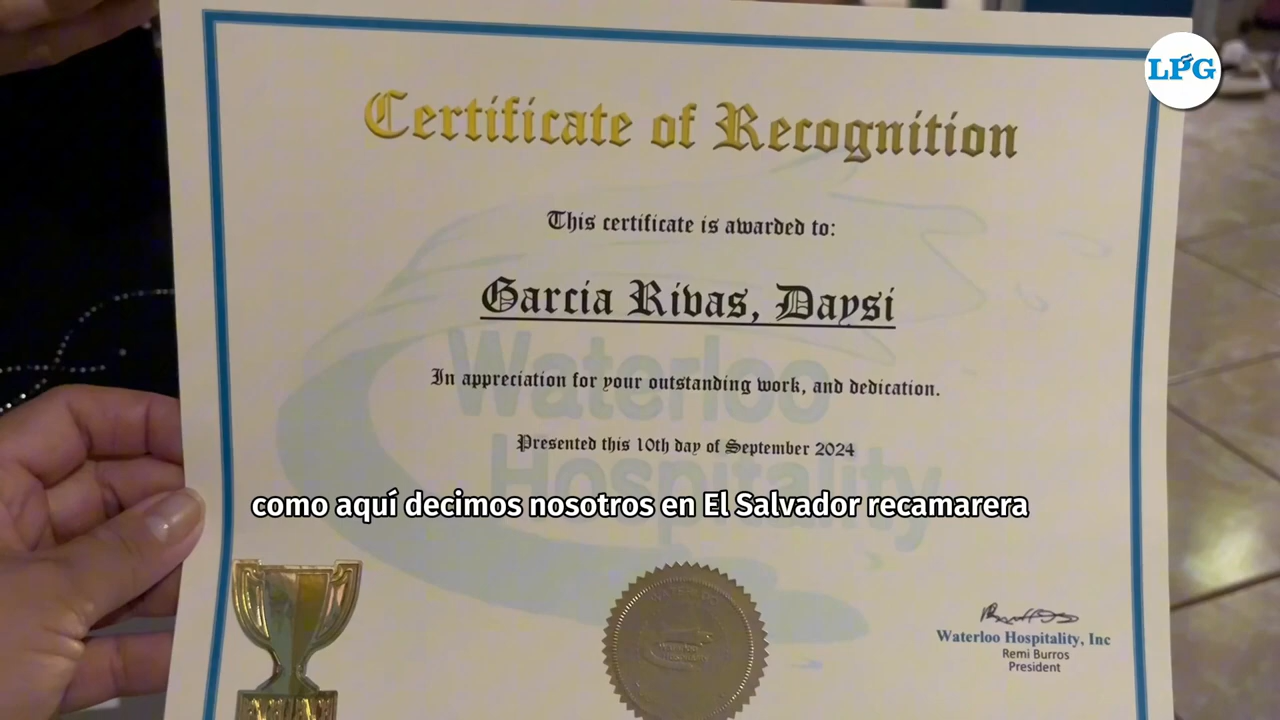 LPG
Certificate of Recognition
This certificate is awarded to:
Garcia Rivas, Daysi
In appreciation for your outstanding work, and dedication.
Waterloo
Presented this 10th day of September 2024
Hospitality
como aquí decimos nosotros en El Salvador recamarera
Waterloo Hospitality, Inc
Remi Burros
President